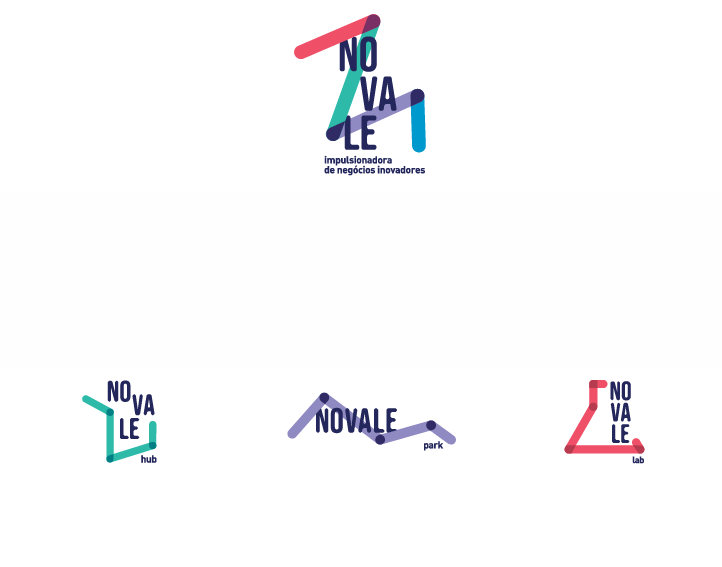 NO
VA
LE
impulsionadora
de negócios inovadores
NO
VA
LE
hub
NOVALE
park
NO
VA
LE
lab